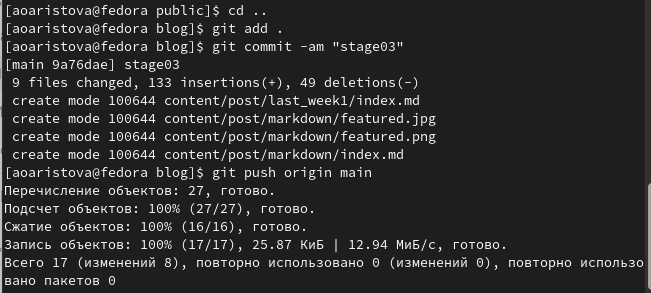 [aoaristova@fedora public]$ cd ..
[aoaristova@fedora blog]$ git add .
[aoaristova@fedora blog]$ git commit -am "stage03"
[main 9a76dae] stage03
 9 files changed, 133 insertions(+), 49 deletions(-)
 create mode 100644 content/post/last_week1/index.md
 create mode 100644 content/post/markdown/featured.jpg
 create mode 100644 content/post/markdown/featured.png
 create mode 100644 content/post/markdown/index.md
[aoaristova@fedora blog]$ git push origin main
Перечисление объектов: 27, готово.
Подсчет объектов: 100% (27/27), готово.
Сжатие объектов: 100% (16/16), готово.
Запись объектов: 100% (17/17), 25.87 КиБ | 12.94 МиБ/с, готово.
Всего 17 (изменений 8), повторно использовано 0 (изменений 0), повторно использо
вано пакетов 0